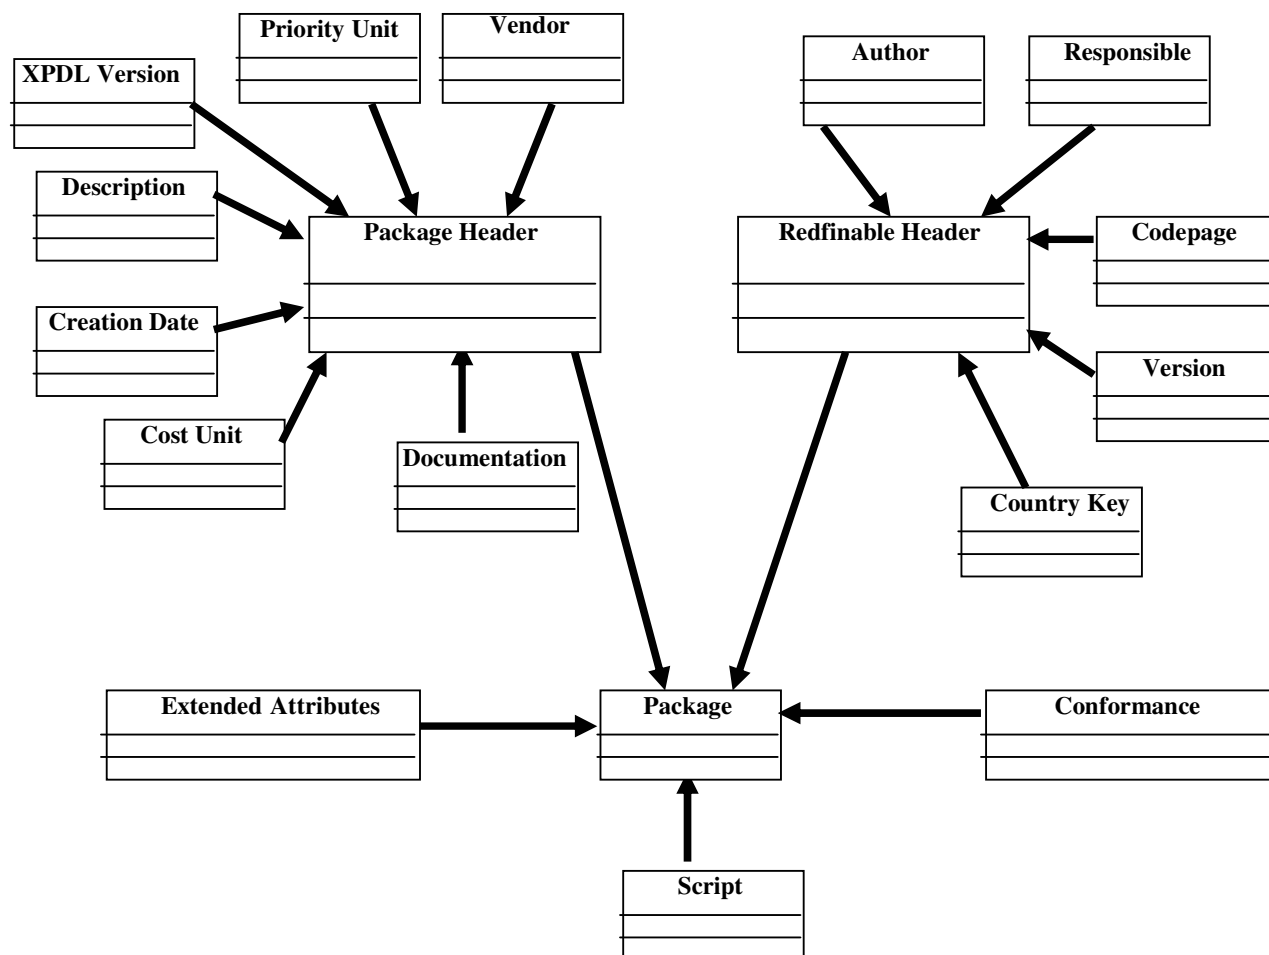 Priority Unit
Vendor
Author
Responsible
XPDL Version
Description
Package Header
Redfinable Header
Codepage
Creation Date
Version
Cost Unit
Documentation
Country Key
Extended Attributes
Package
Conformance
Script